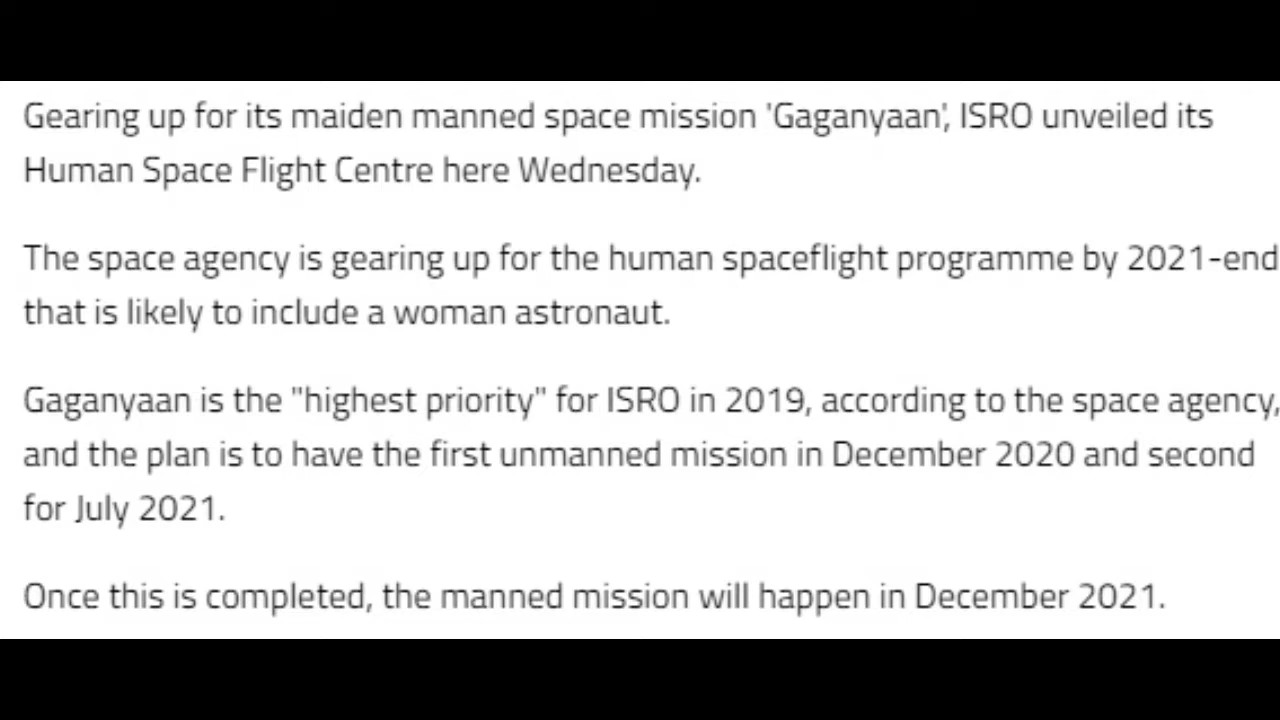 Gearing up for its maiden manned space mission 'Gaganyaan', ISRO unveiled its
Human Space Flight Centre here Wednesday.
The space agency is gearing up for the human spaceflight programme by 2021-end
that is likely to include a woman astronaut.
Gaganyaan is the "highest priority" for ISRO in 2019, according to the space agency,
and the plan is to have the first unmanned mission in December 2020 and second
for July 2021.
Once this is completed, the manned mission will happen in December 2021.